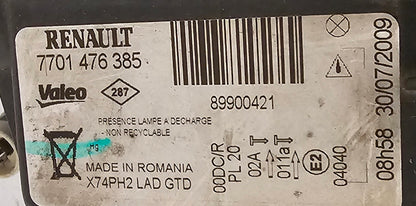 RENAULT
7701 476 385
Valeo
287
89900421
PRESENCE LAMPE A DECHARGE
- NON RECYCLABLE
Hg
MADE IN ROMANIA
X74PH2 LAD GTD
00DC/R
PL 20
02A
011a
E2
04040
08h58 30/07/2009